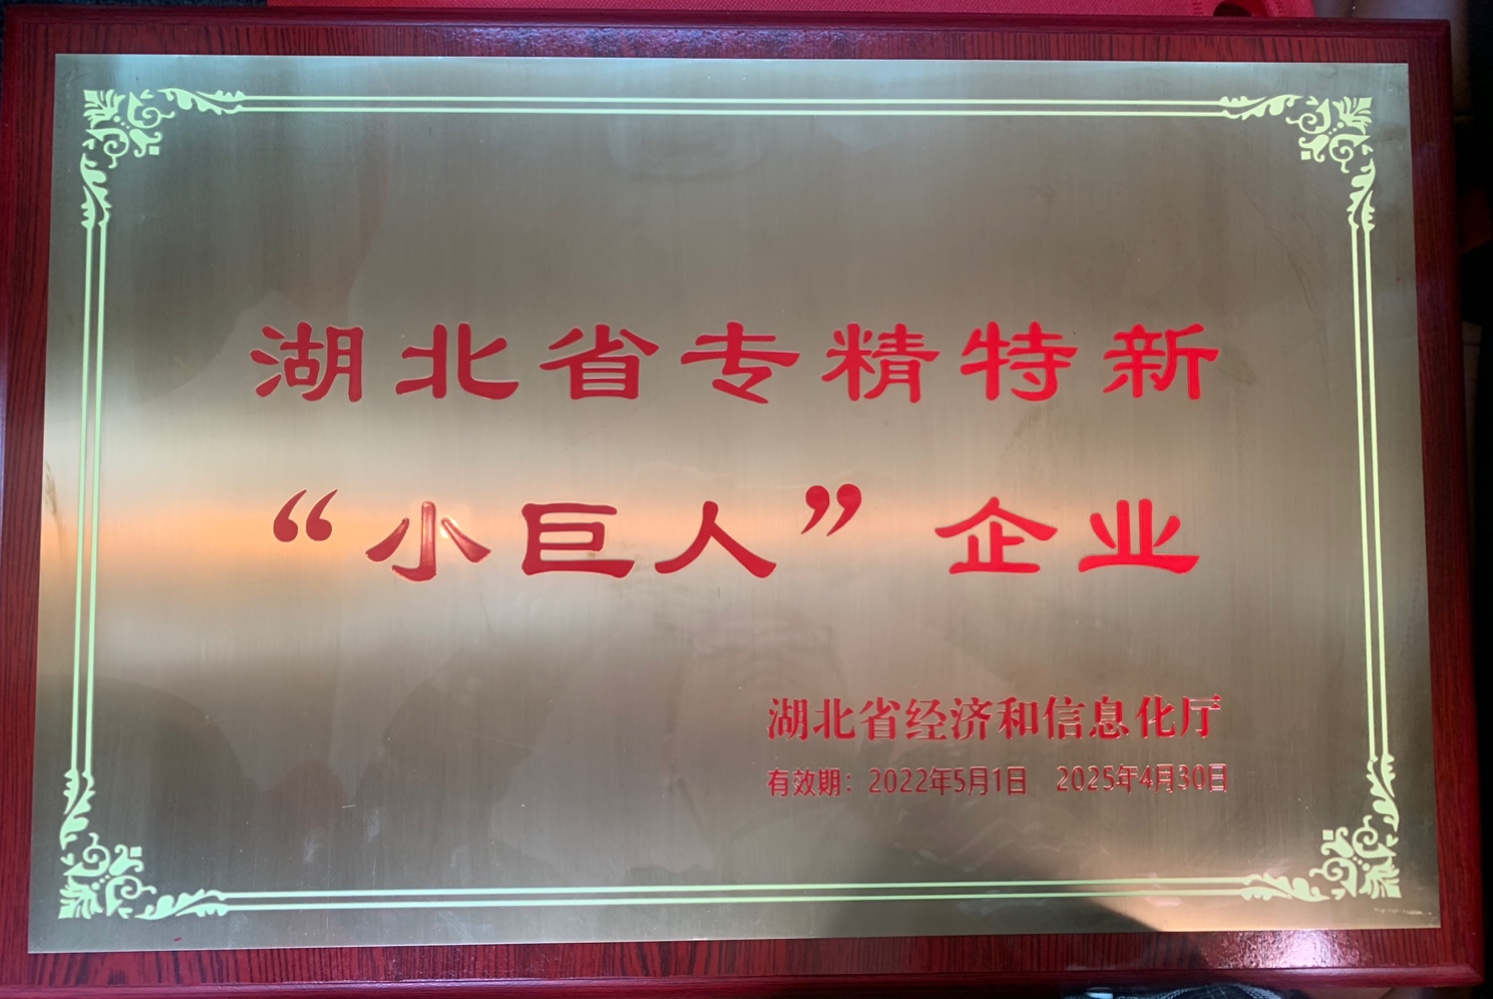 湖北省专精特新
“小巨人”企业
湖北省经济和信息化厅
有效期：2022年5月1日 2025年4月30日